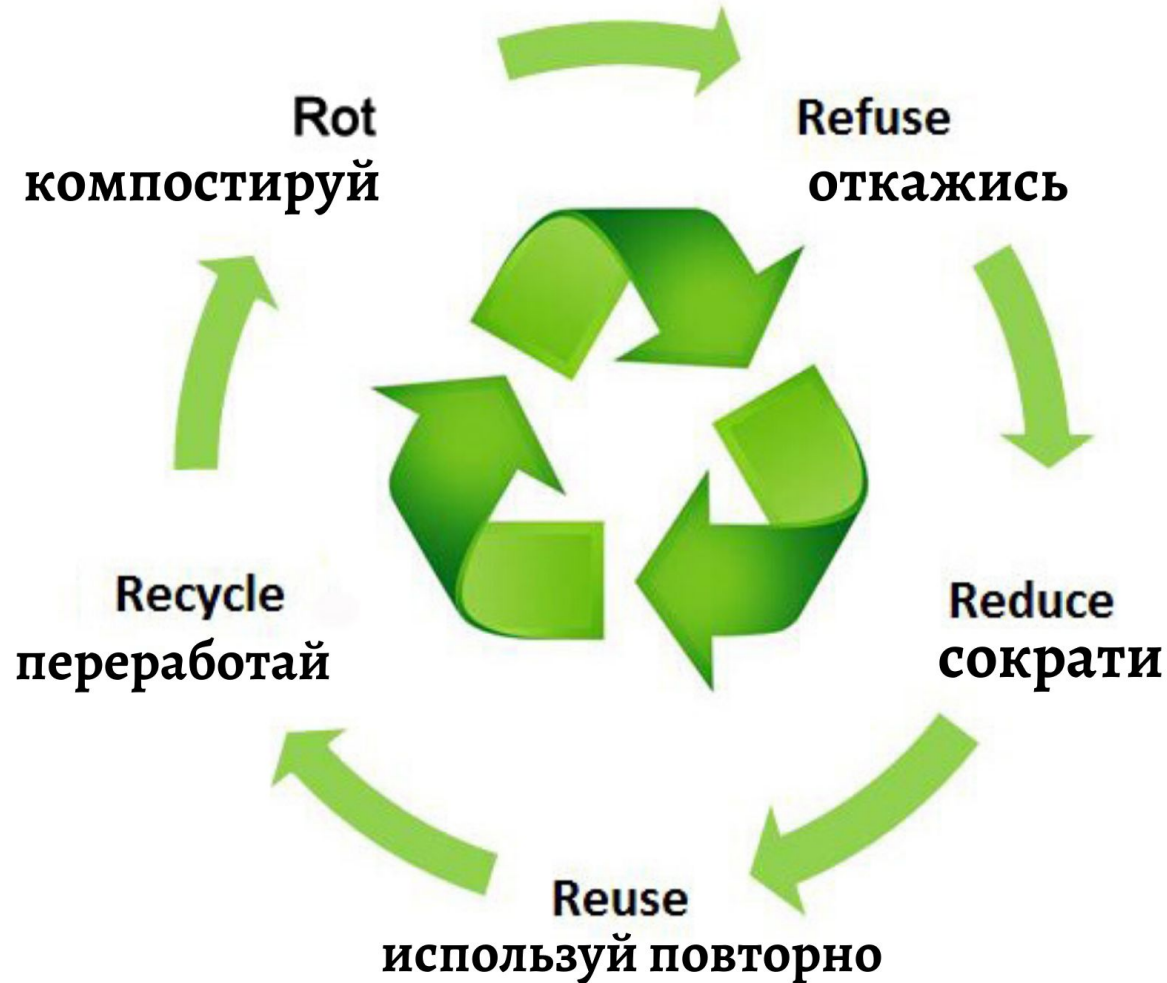 Rot
компостируй
Refuse
откажись
Reduce
сократи
Reuse
используй повторно
Recycle
переработай